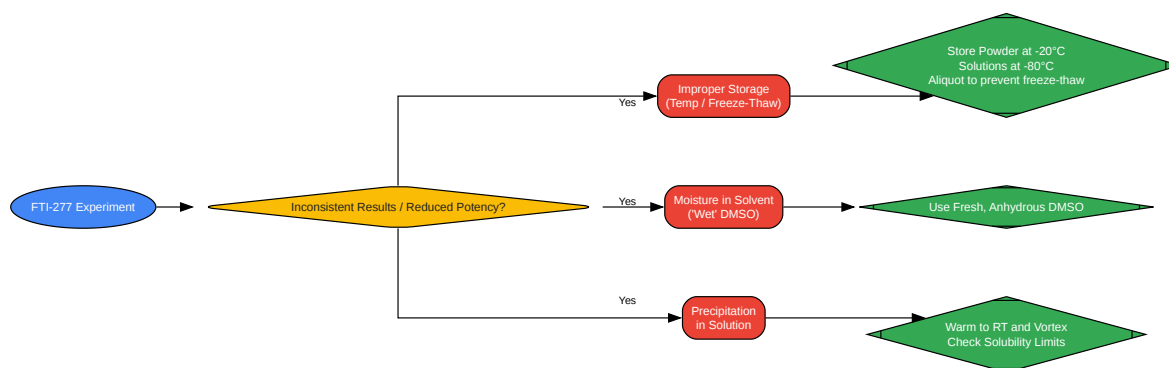 Store Powder at -20°C
Solutions at -80°C
Aliquot to prevent freeze-thaw
Improper Storage
(Temp / Freeze-Thaw)
Yes
FTI-277 Experiment
Inconsistent Results / Reduced Potency?
Yes
Moisture in Solvent
('Wet' DMSO)
Use Fresh, Anhydrous DMSO
Yes
Precipitation
in Solution
Warm to RT and Vortex
Check Solubility Limits